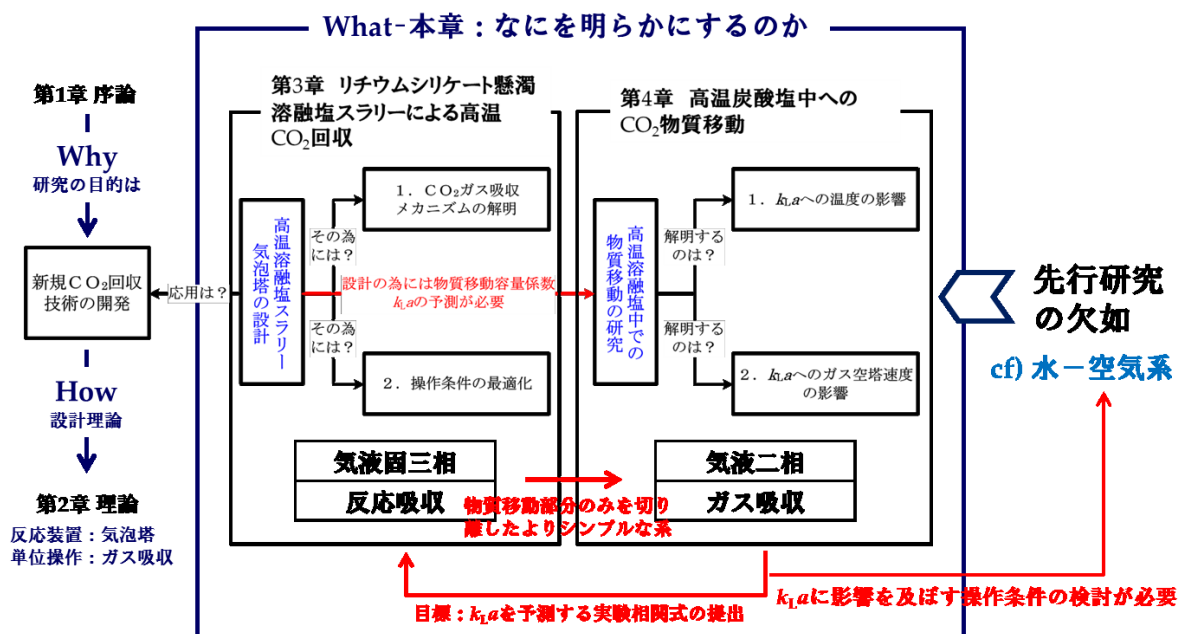 What-本章：なにを明らかにするのか
第1章 序論
Why
研究の目的は
新規ＣＯ₂回収
技術の開発
How
設計理論
第2章 理論
反応装置：気泡塔
単位操作：ガス吸収
応用は？
第3章 リチウムシリケート懸濁
溶融塩スラリーによる高温
CO₂回収
高温溶融塩スラリー
気泡塔の設計
その為
には？
1．ＣＯ₂ガス吸収
メカニズムの解明
設計の為には物質移動容量係数
kLaの予測が必要
その為
には？
2．操作条件の最適化
気液固三相
反応吸収
物質移動部分のみを切り
離したよりシンプルな系
第4章 高温炭酸塩中への
CO₂物質移動
高温溶融塩中での
物質移動の研究
解明する
のは？
1．kLaへの温度の影響
解明する
のは？
2．kLaへのガス空塔速度
の影響
気液二相
ガス吸収
先行研究
の欠如
cf) 水－空気系
目標：kLaを予測する実験相関式の提出
kLaに影響を及ぼす操作条件の検討が必要